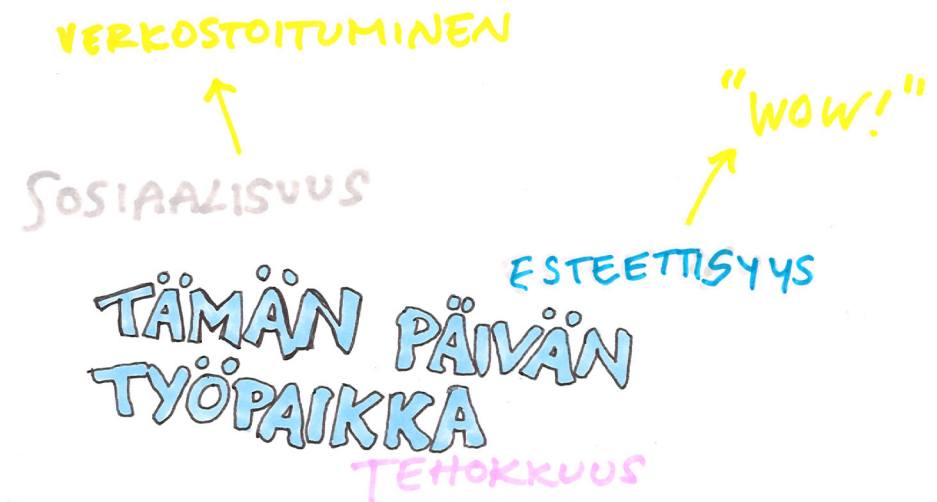 VERKOSTOITUMINEN
"WOW!"
SOSIAALISUUS
ESTEETTISYYS
TÄMÄN PÄIVÄN
TYÖPAIKKA
TEHOKKUUS